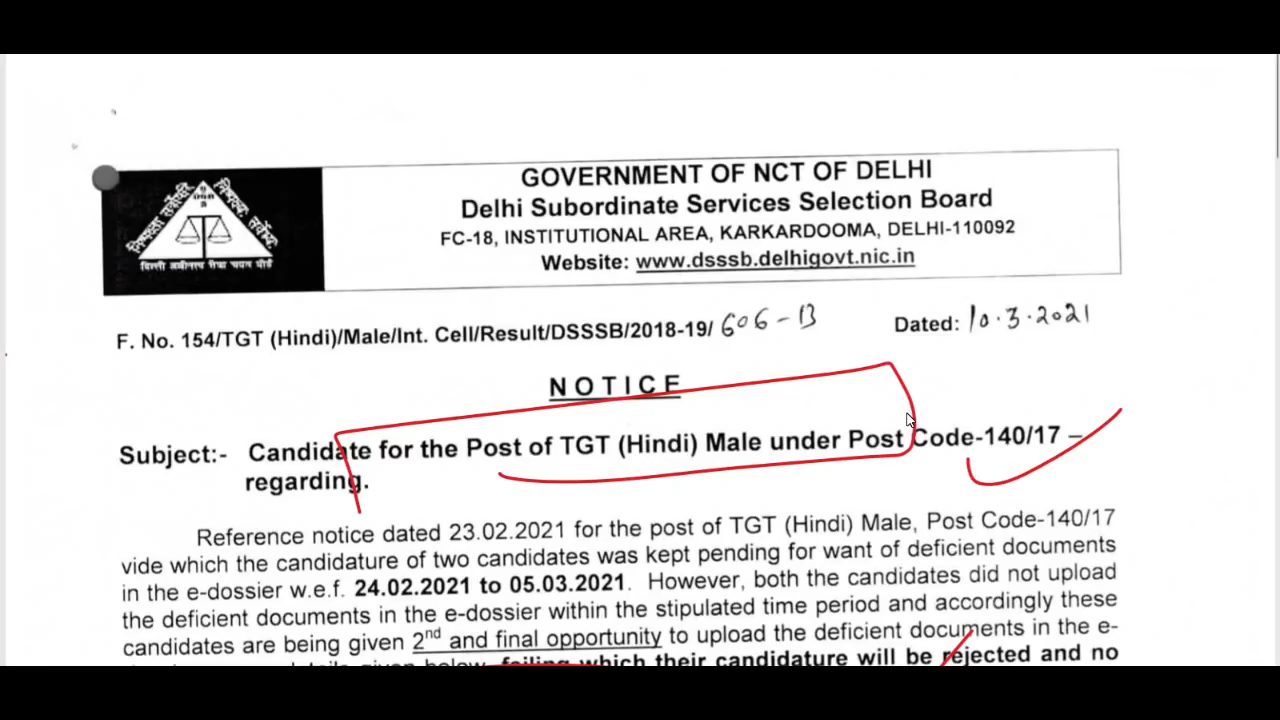 GOVERNMENT OF NCT OF DELHI
Delhi Subordinate Services Selection Board
FC-18, INSTITUTIONAL AREA, KARKARDOOMA, DELHI-110092
Website: www.dsssb.delhigovt.nic.in
दिल्ली अधीनस्थ सेवा चयन बोर्ड
F. No. 154/TGT (Hindi)/Male/Int. Cell/Result/DSSSB/2018-19/ 606-13 Dated: 10.3.2021
NOTICE
Subject:- Candidate for the Post of TGT (Hindi) Male under Post Code-140/17 –
regarding.
Reference notice dated 23.02.2021 for the post of TGT (Hindi) Male, Post Code-140/17
vide which the candidature of two candidates was kept pending for want of deficient documents
in the e-dossier w.e.f. 24.02.2021 to 05.03.2021. However, both the candidates did not upload
the deficient documents in the e-dossier within the stipulated time period and accordingly these
candidates are being given 2nd and final opportunity to upload the deficient documents in the e-
given below, failing which their candidature will be rejected and no